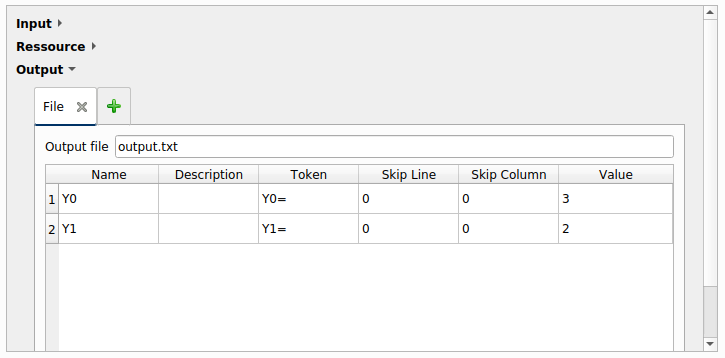 Input
Ressource
Output
File
Output file output.txt
Name Description Token Skip Line Skip Column Value
1 Y0 Y0= 0 0 3
2 Y1 Y1= 0 0 2